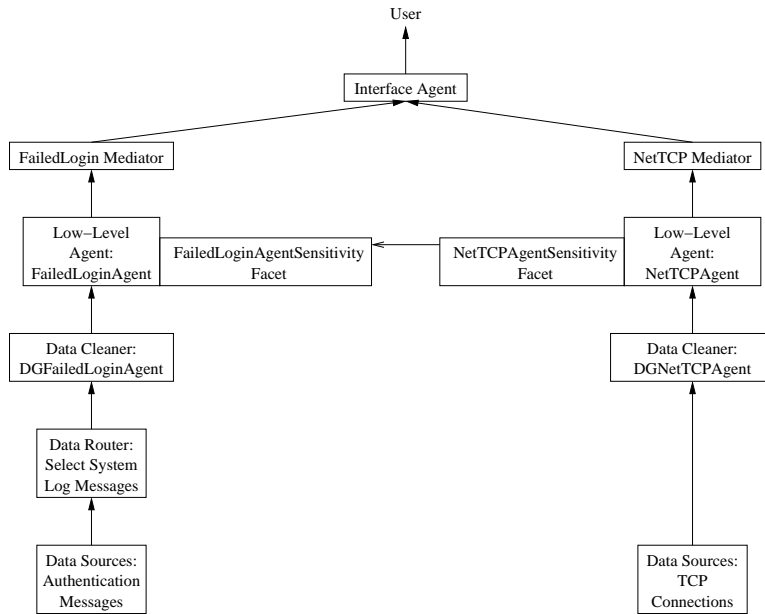 User
Interface Agent
FailedLogin Mediator
NetTCP Mediator
Low–Level
Agent:
FailedLoginAgent
FailedLoginAgentSensitivity
Facet
NetTCPAgentSensitivity
Facet
Low–Level
Agent:
NetTCPAgent
Data Cleaner:
DGFailedLoginAgent
Data Cleaner:
DGNetTCPAgent
Data Router:
Select System
Log Messages
Data Sources:
Authentication
Messages
Data Sources:
TCP
Connections